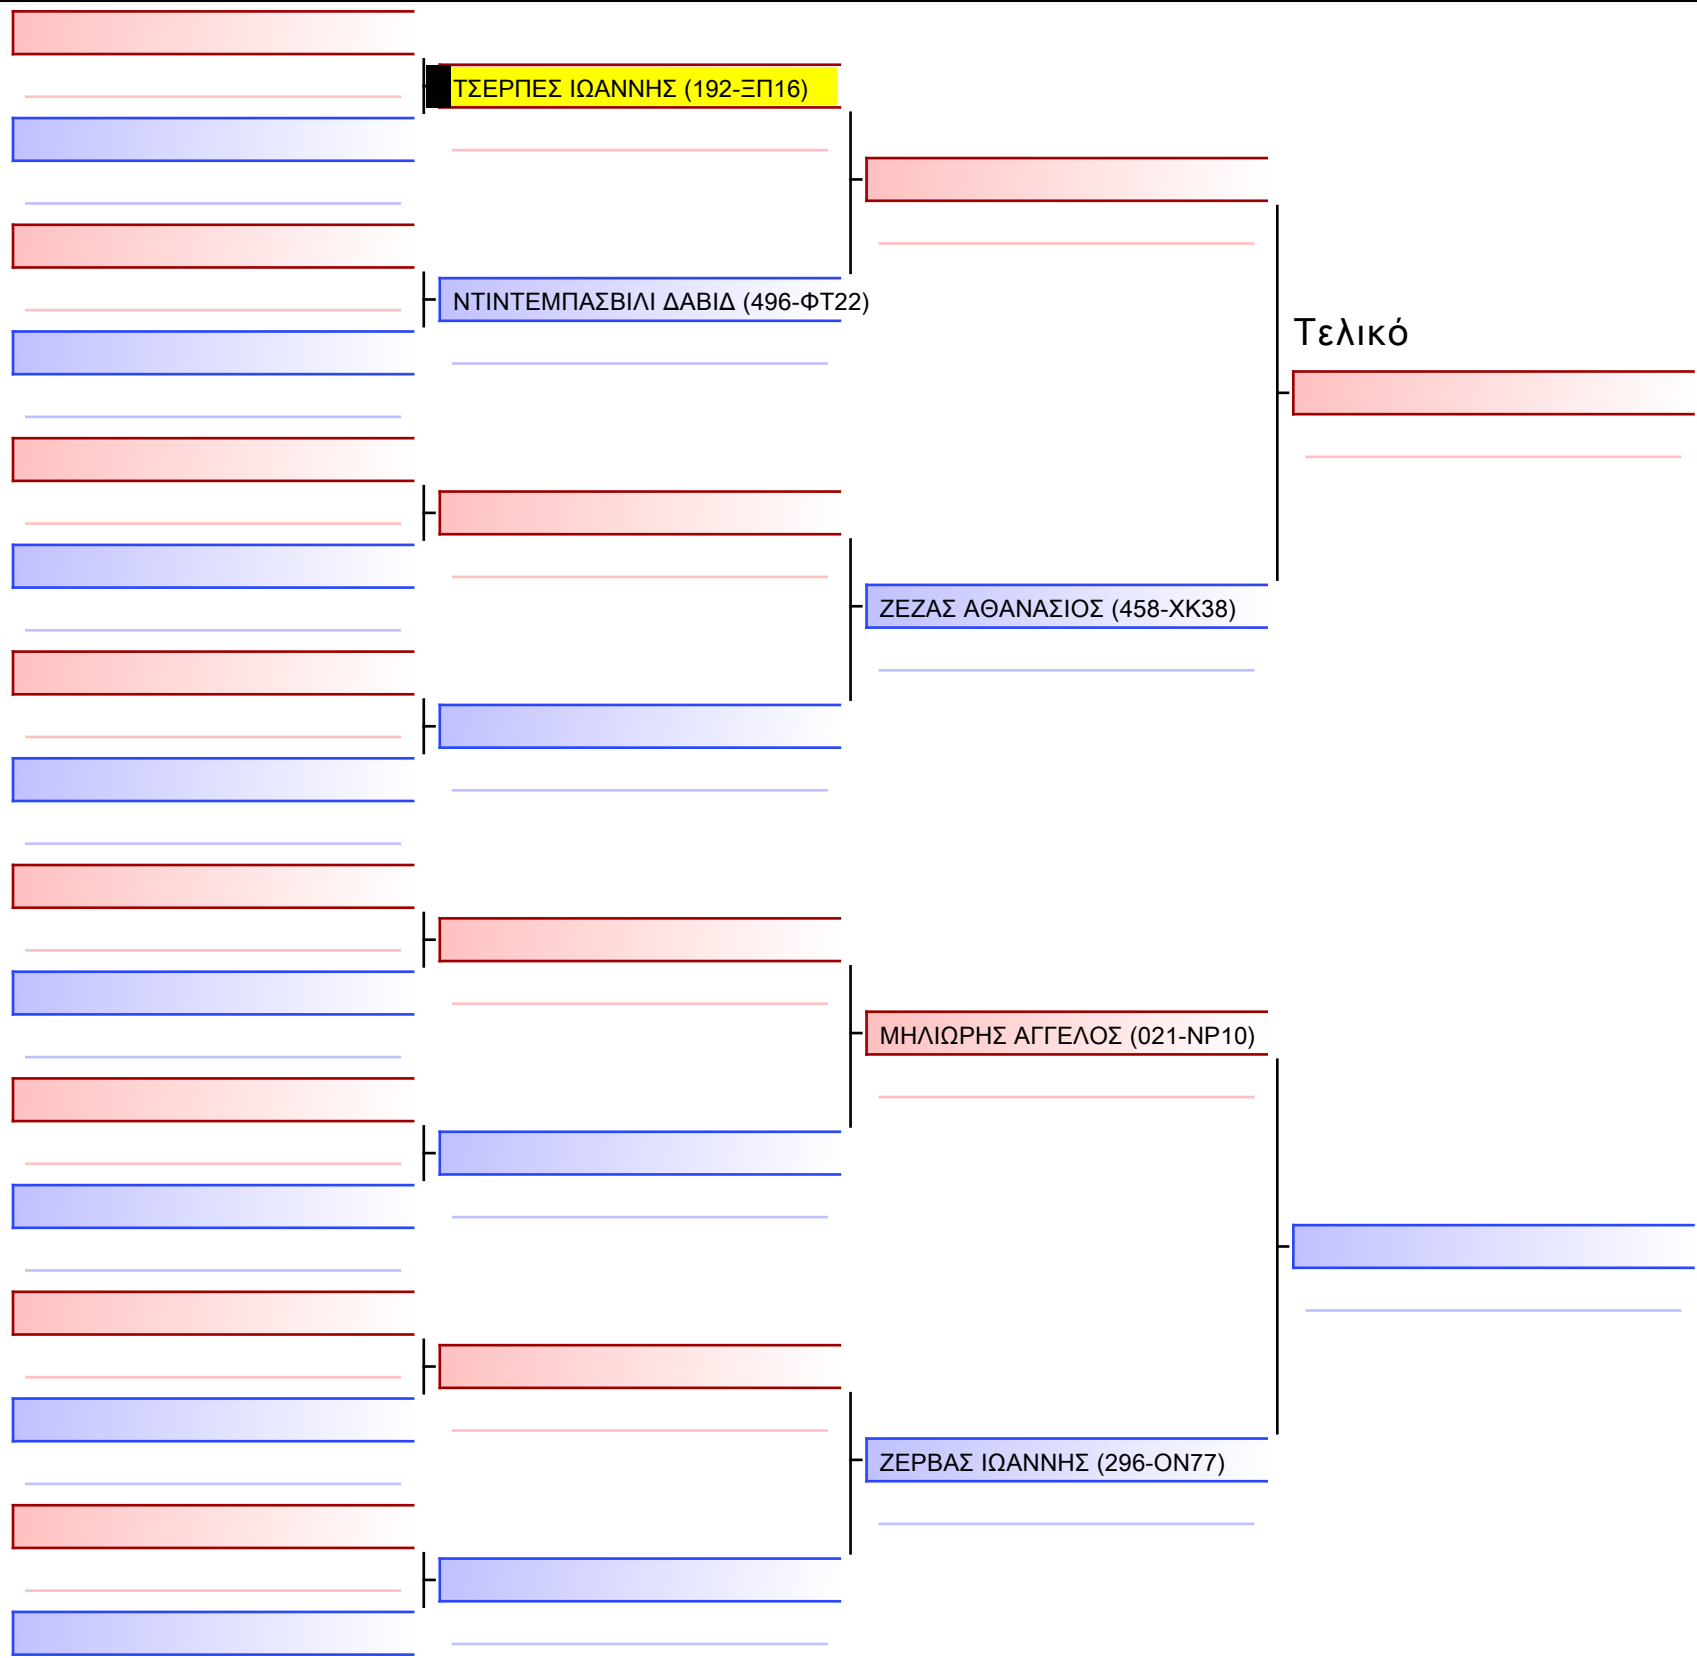 ΤΣΕΡΠΕΣ ΙΩΑΝΝΗΣ (192-ΞΠ16)
ΝΤΙΝΤΕΜΠΑΣΒΙΛΙ ΔΑΒΙΔ (496-ΦΤ22)
Τελικό
ΖΕΖΑΣ ΑΘΑΝΑΣΙΟΣ (458-ΧΚ38)
ΜΗΛΙΩΡΗΣ ΑΓΓΕΛΟΣ (021-ΝΡ10)
ΖΕΡΒΑΣ ΙΩΑΝΝΗΣ (296-ΟΝ77)